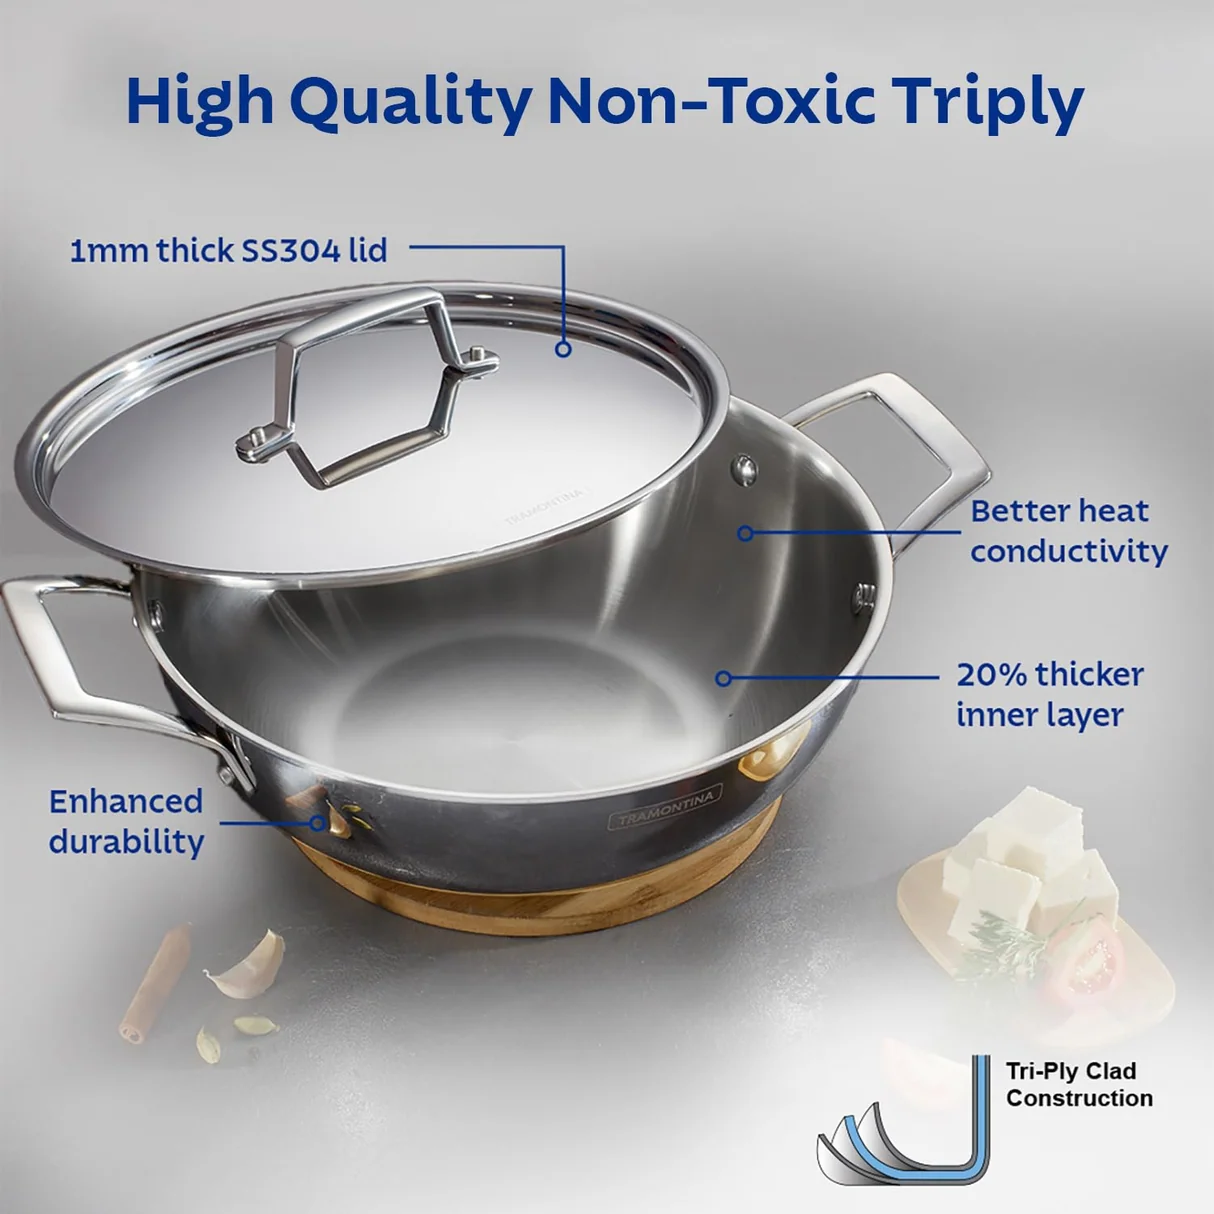 High Quality Non-Toxic Triply
1mm thick SS304 lid
TRAMONTINA
Better heat
conductivity
20% thicker
inner layer
Enhanced
durability
TRAMONTINA
Tri-Ply Clad
Construction